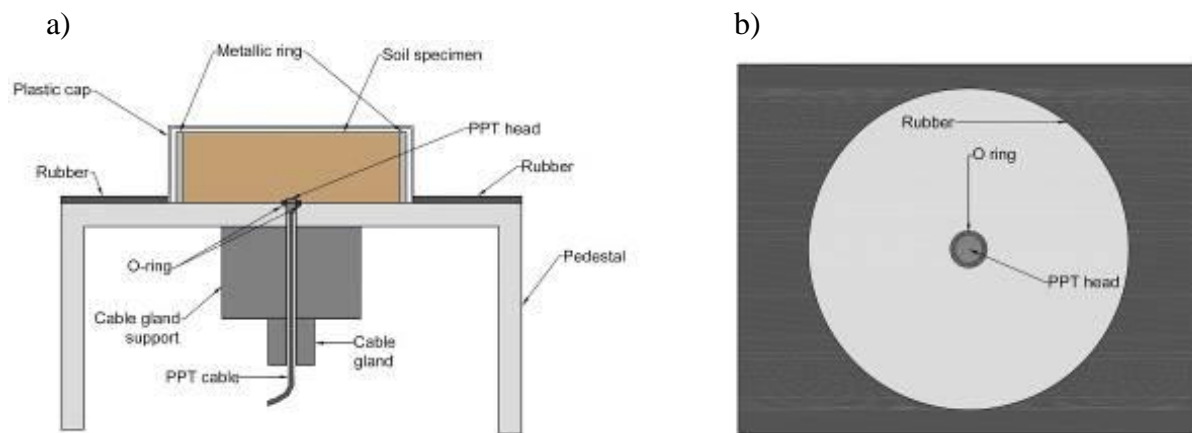 a)
Metallic ring
Soil specimen
Plastic cap
PPT head
Rubber
Rubber
O-ring
Pedestal
Cable gland
support
Cable
gland
PPT cable
b)
Rubber
O ring
PPT head